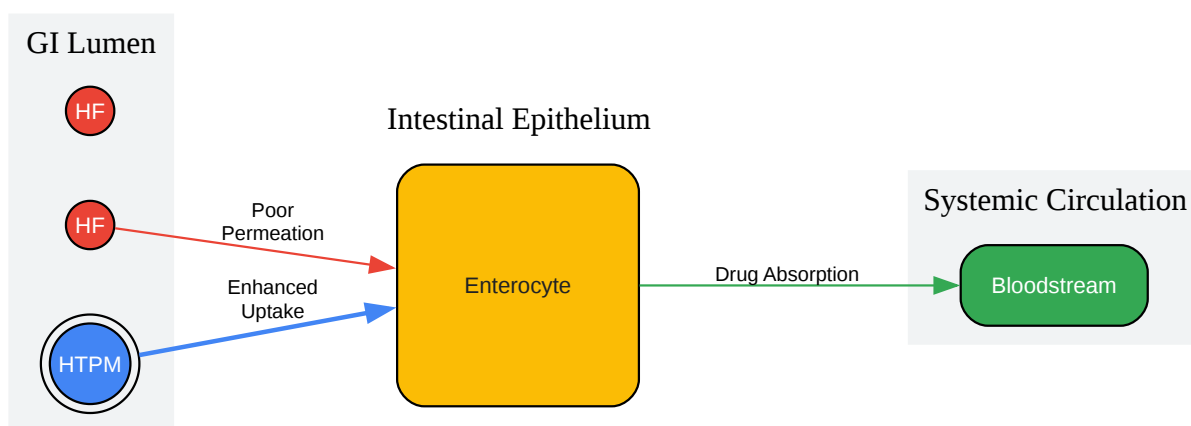 GI Lumen
HF
HF
HTPM
Poor
Permeation
Enhanced
Uptake
Intestinal Epithelium
Enterocyte
Drug Absorption
Systemic Circulation
Bloodstream